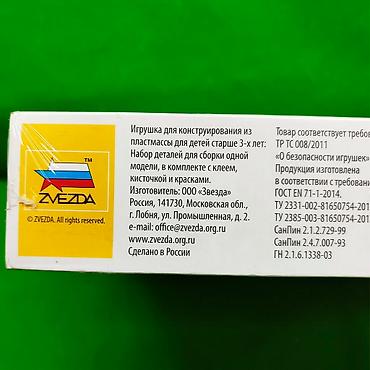 TM
ZVEZDA
© ZVEZDA. All rights reserved.
Игрушка для конструирования из
пластмассы для детей старше 3-х лет:
Набор деталей для сборки одной
модели, в комплекте с клеем,
кисточкой и красками.
Изготовитель: ООО «Звезда»
Россия, 141730, Московская обл.,
г. Лобня, ул. Промышленная, д. 2.
e-mail: office@zvezda.org.ru
www.zvezda.org.ru
Сделано в России
Товар соответствует
ТР ТС 008/2011
«О безопасности игрушек»
Продукция изготовлена
в соответствии с
ГОСТ EN 71-1-2014.
ТУ 2331-002-81650754-201
ТУ 2385-003-81650754-201
СанПин 2.1.2.729-99
СанПин 2.4.7.007-93
ГН 2.1.6.1338-03